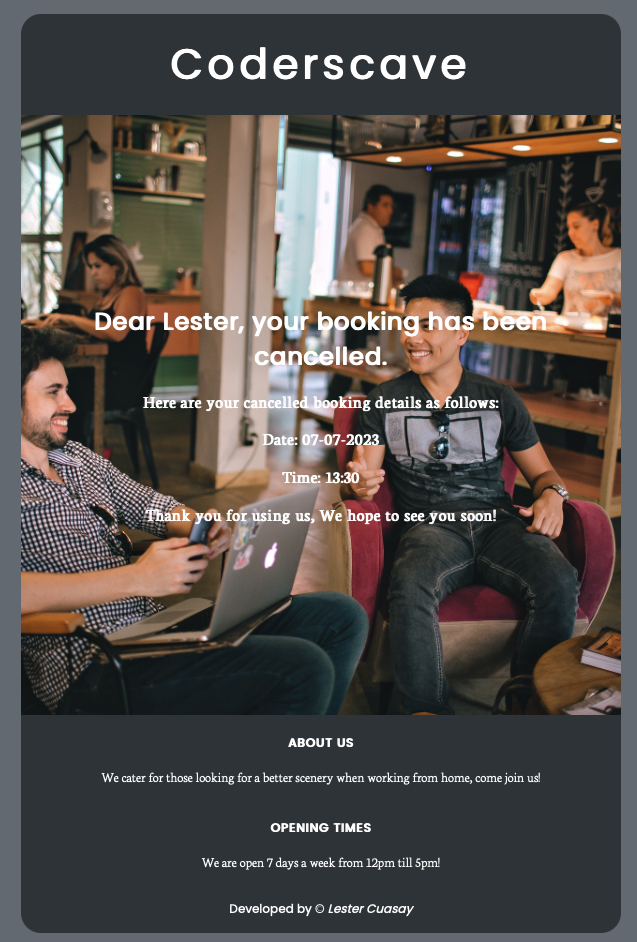 Coderscave
Dear Lester, your booking has been
cancelled.
Here are your cancelled booking details as follows:
Date: 07-07-2023
Time: 13:30
Thank you for using us, We hope to see you soon!
ABOUT US
We cater for those looking for a better scenery when working from home, come join us!
OPENING TIMES
We are open 7 days a week from 12pm till 5pm!
Developed by © Lester Cuasay